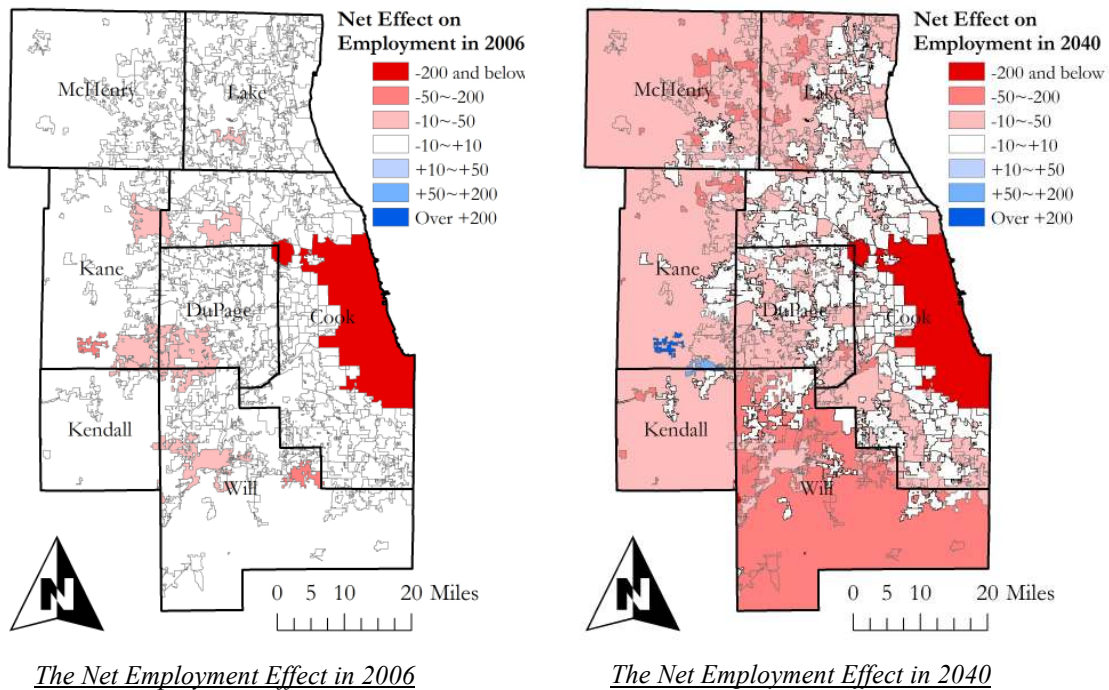 Net Effect on
Employment in 2006
-200 and below
-50~-200
-10~-50
-10~+10
+10~+50
+50~+200
Over +200
McHenry
Lake
Kane
DuPage
Cook
Kendall
Will
N
0 5 10 20 Miles
The Net Employment Effect in 2006
Net Effect on
Employment in 2040
-200 and below
-50~-200
-10~-50
-10~+10
+10~+50
+50~+200
Over +200
McHenry
Lake
Kane
DuPage
Cook
Kendall
Will
N
0 5 10 20 Miles
The Net Employment Effect in 2040